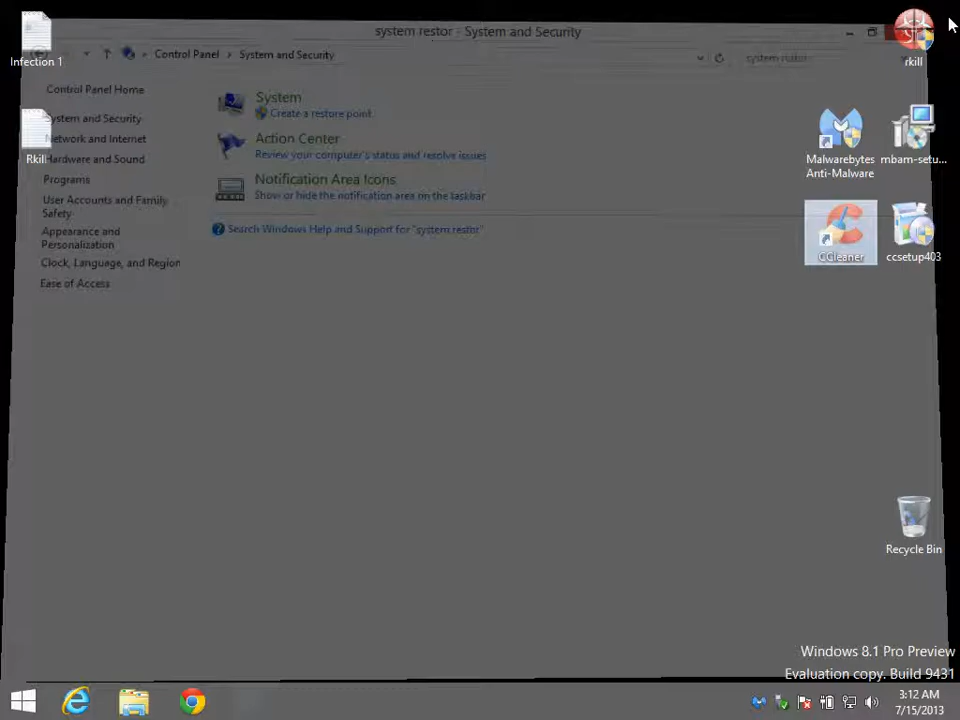 system restor - System and Security
Control Panel
System and Security
system restor
Control Panel Home
System and Security
Network and Internet
Hardware and Sound
Programs
User Accounts and Family
Safety
Appearance and
Personalization
Clock, Language, and Region
Ease of Access
System
Create a restore point
Action Center
Review your computer's status and resolve issues
Notification Area Icons
Show or hide the notification area on the taskbar
Search Windows Help and Support for "system restor"
Infection 1
Rkill
rkill
Malwarebytes
Anti-Malware
mbam-setu...
CCleaner
ccsetup403
Recycle Bin
Windows 8.1 Pro Preview
Evaluation copy. Build 9431
3:12 AM
7/15/2013